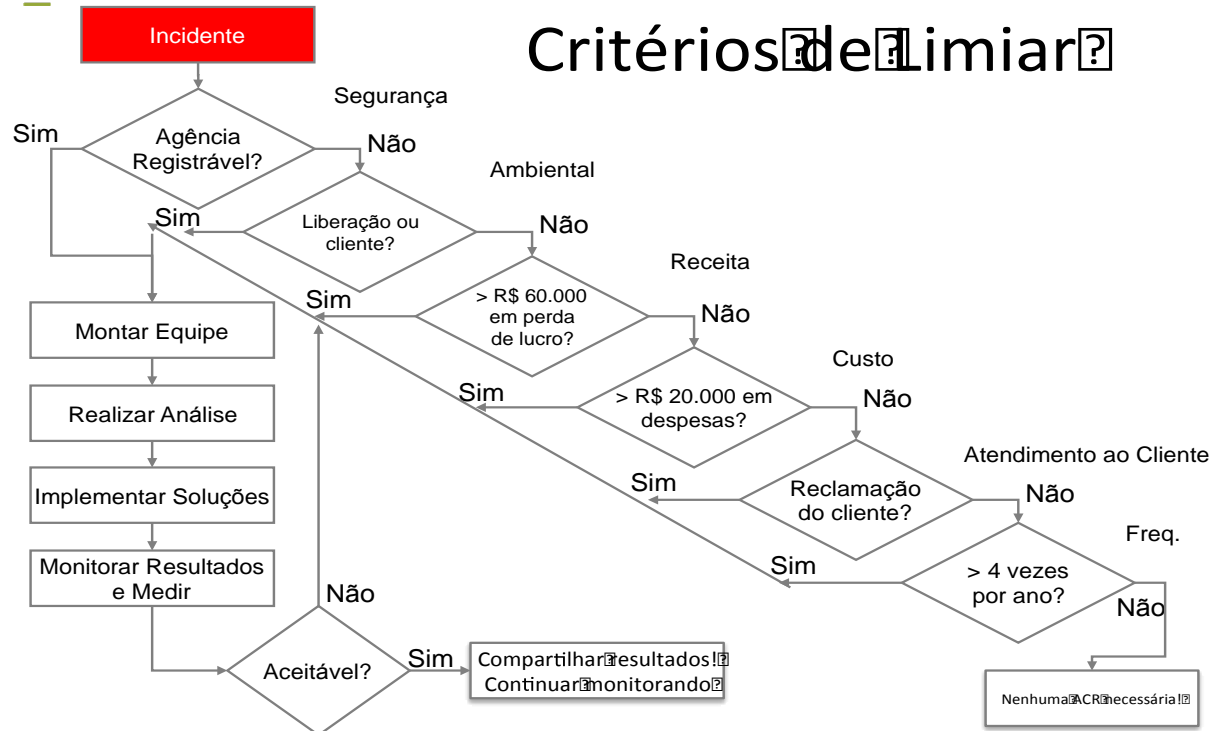 Critérios de Limiar
Incidente
Segurança
Sim
Agência
Registrável?
Não
Ambiental
Sim
Liberação ou
cliente?
Não
Receita
Sim
> R$ 60.000
em perda
de lucro?
Não
Custo
Sim
> R$ 20.000 em
despesas?
Não
Atendimento ao Cliente
Sim
Reclamação
do cliente?
Não
Freq.
Sim
> 4 vezes
por ano?
Não
Nenhuma ACR necessária!
Montar Equipe
Realizar Análise
Implementar Soluções
Monitorar Resultados
e Medir
Não
Aceitável?
Sim
Compartilhar resultados!
Continuar monitorando